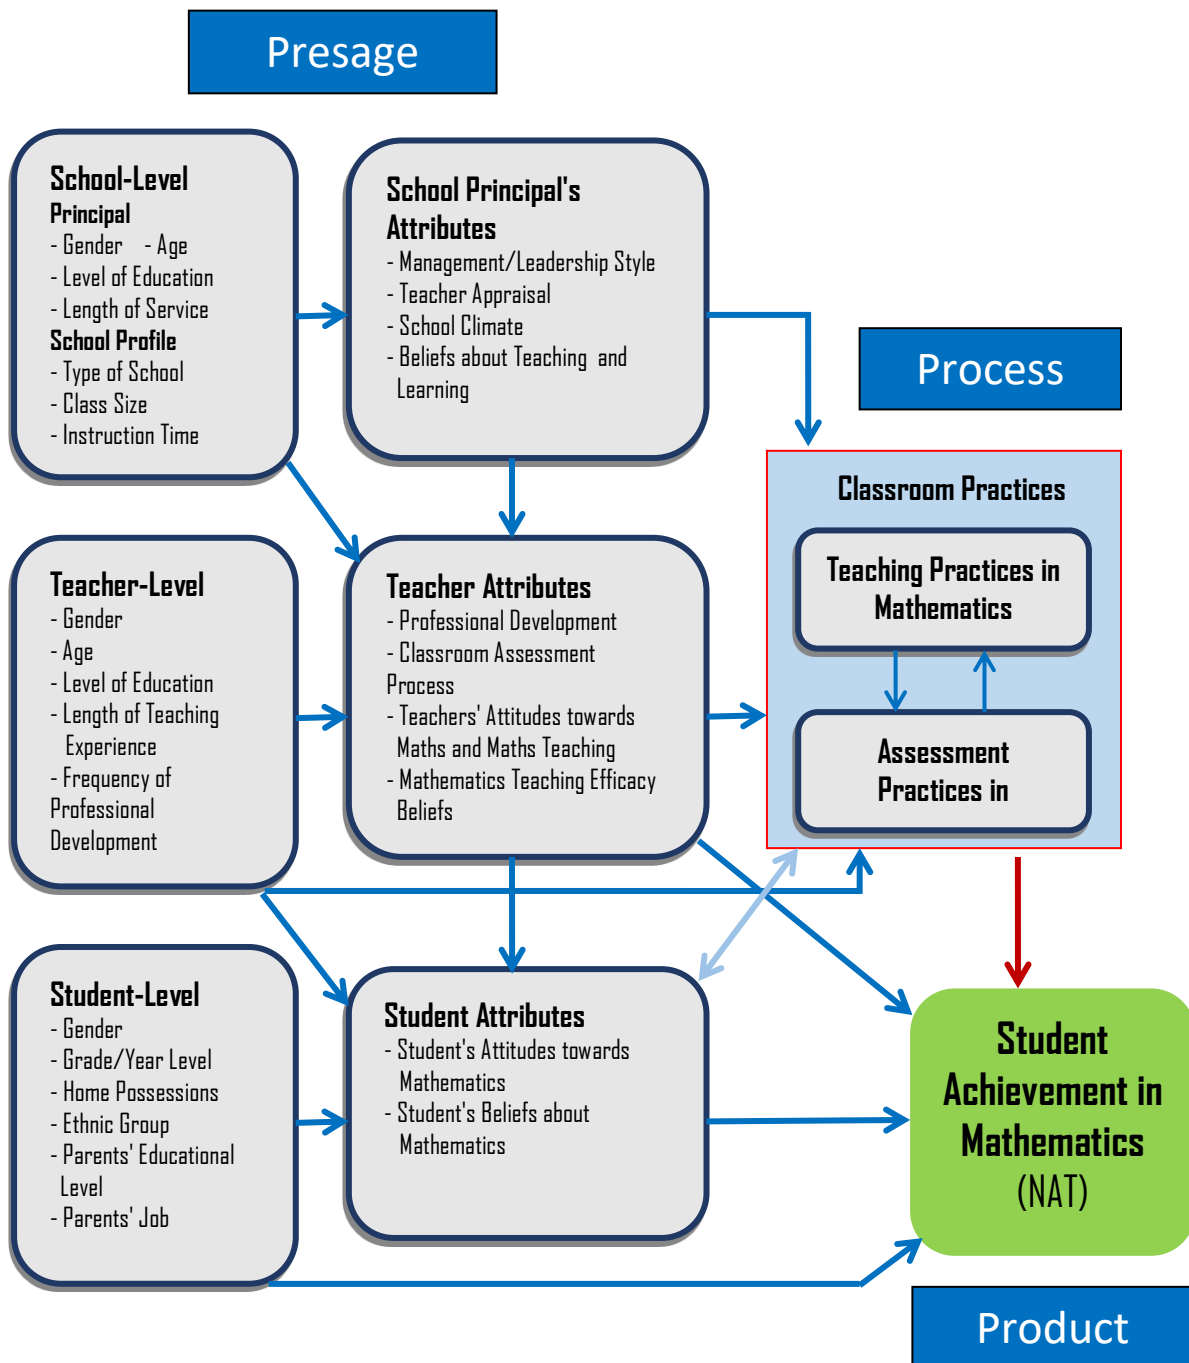 Presage
School-Level
Principal
- Gender - Age
- Level of Education
- Length of Service
School Profile
- Type of School
- Class Size
- Instruction Time
School Principal's
Attributes
- Management/Leadership Style
- Teacher Appraisal
- School Climate
- Beliefs about Teaching and
Learning
Process
Classroom Practices
Teaching Practices in
Mathematics
Assessment
Practices in
Teacher-Level
- Gender
- Age
- Level of Education
- Length of Teaching
Experience
- Frequency of
Professional
Development
Teacher Attributes
- Professional Development
- Classroom Assessment
Process
- Teachers' Attitudes towards
Maths and Maths Teaching
- Mathematics Teaching Efficacy
Beliefs
Student-Level
- Gender
- Grade/Year Level
- Home Possessions
- Ethnic Group
- Parents' Educational
Level
- Parents' Job
Student Attributes
- Student's Attitudes towards
Mathematics
- Student's Beliefs about
Mathematics
Student
Achievement in
Mathematics
(NAT)
Product